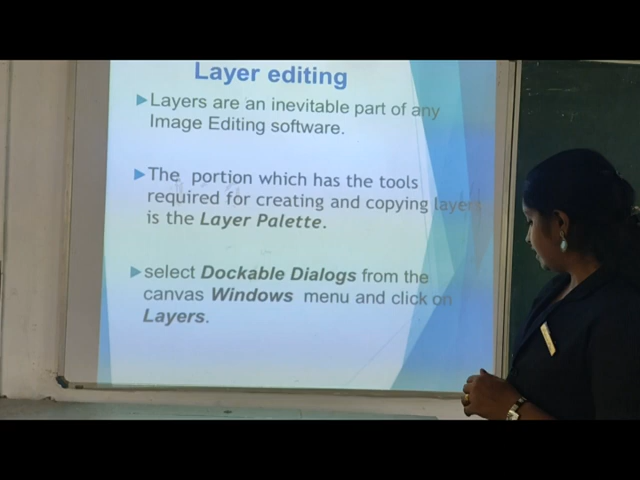 Layer editing
Layers are an inevitable part of any
Image Editing software.
The portion which has the tools
required for creating and copying layers
is the Layer Palette.
select Dockable Dialogs from the
canvas Windows menu and click on
Layers.